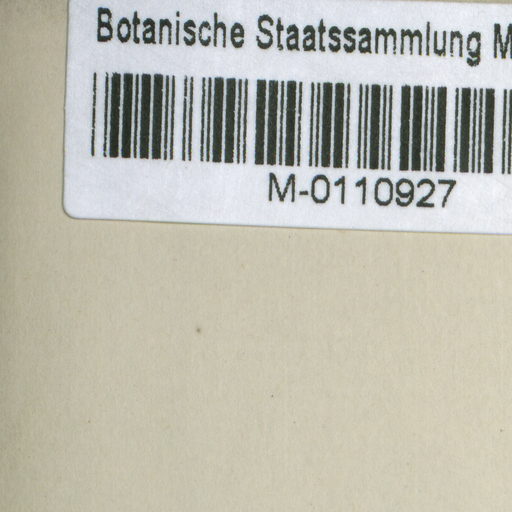 Botanische Staatssammlung M
M-0110927